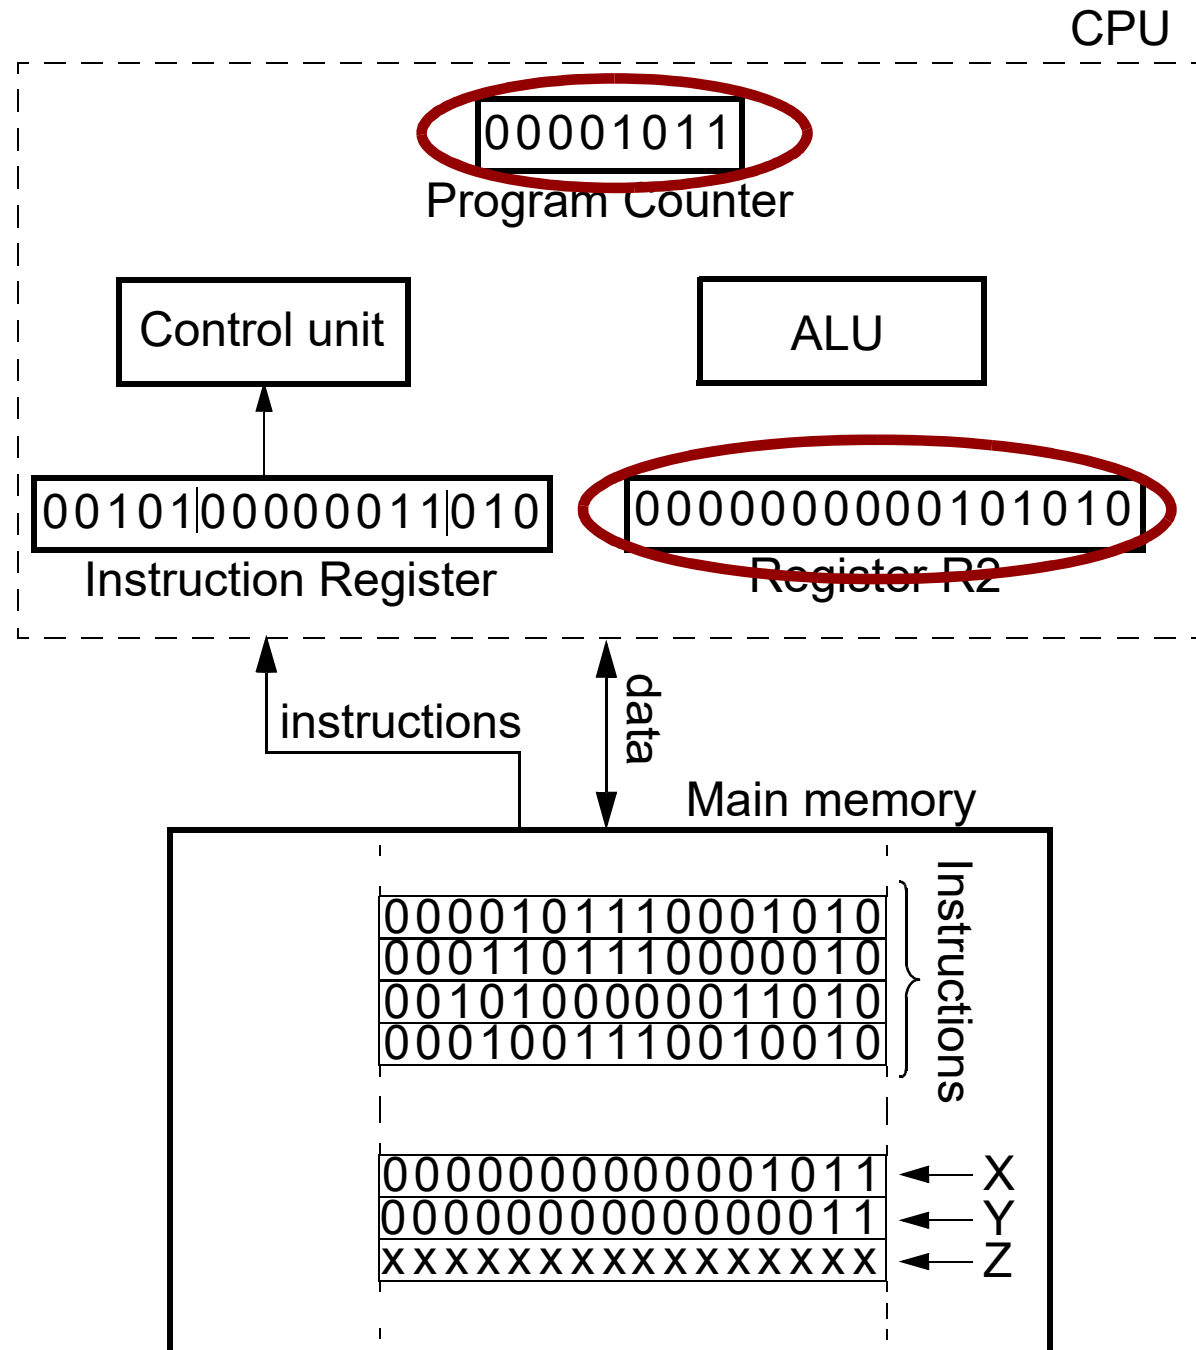 CPU
00001011
Program Counter
Control unit
ALU
00101 00000011 010
0000000000101010
Instruction Register
Register R2
instructions
data
Main memory
0000101110001010
0001101110000010
0010100000011010
0001001110010010
Instructions
0000000000001011 X
0000000000000011 Y
xxxxxxxxxxxxxxxx Z